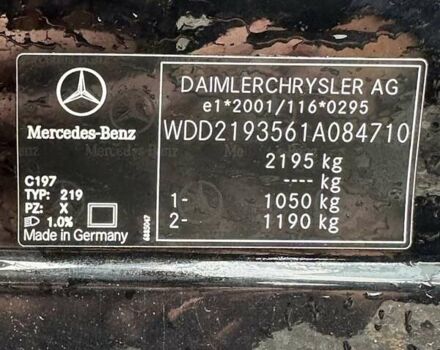 DAIMLERCHRYSLER AG
e1*2001/116*0295
Mercedes-Benz
WDD2193561A084710
2195 kg
---- kg
1- 1050 kg
2- 1190 kg
C197
TYP: 219
PZ: X
1.0%
Made in Germany